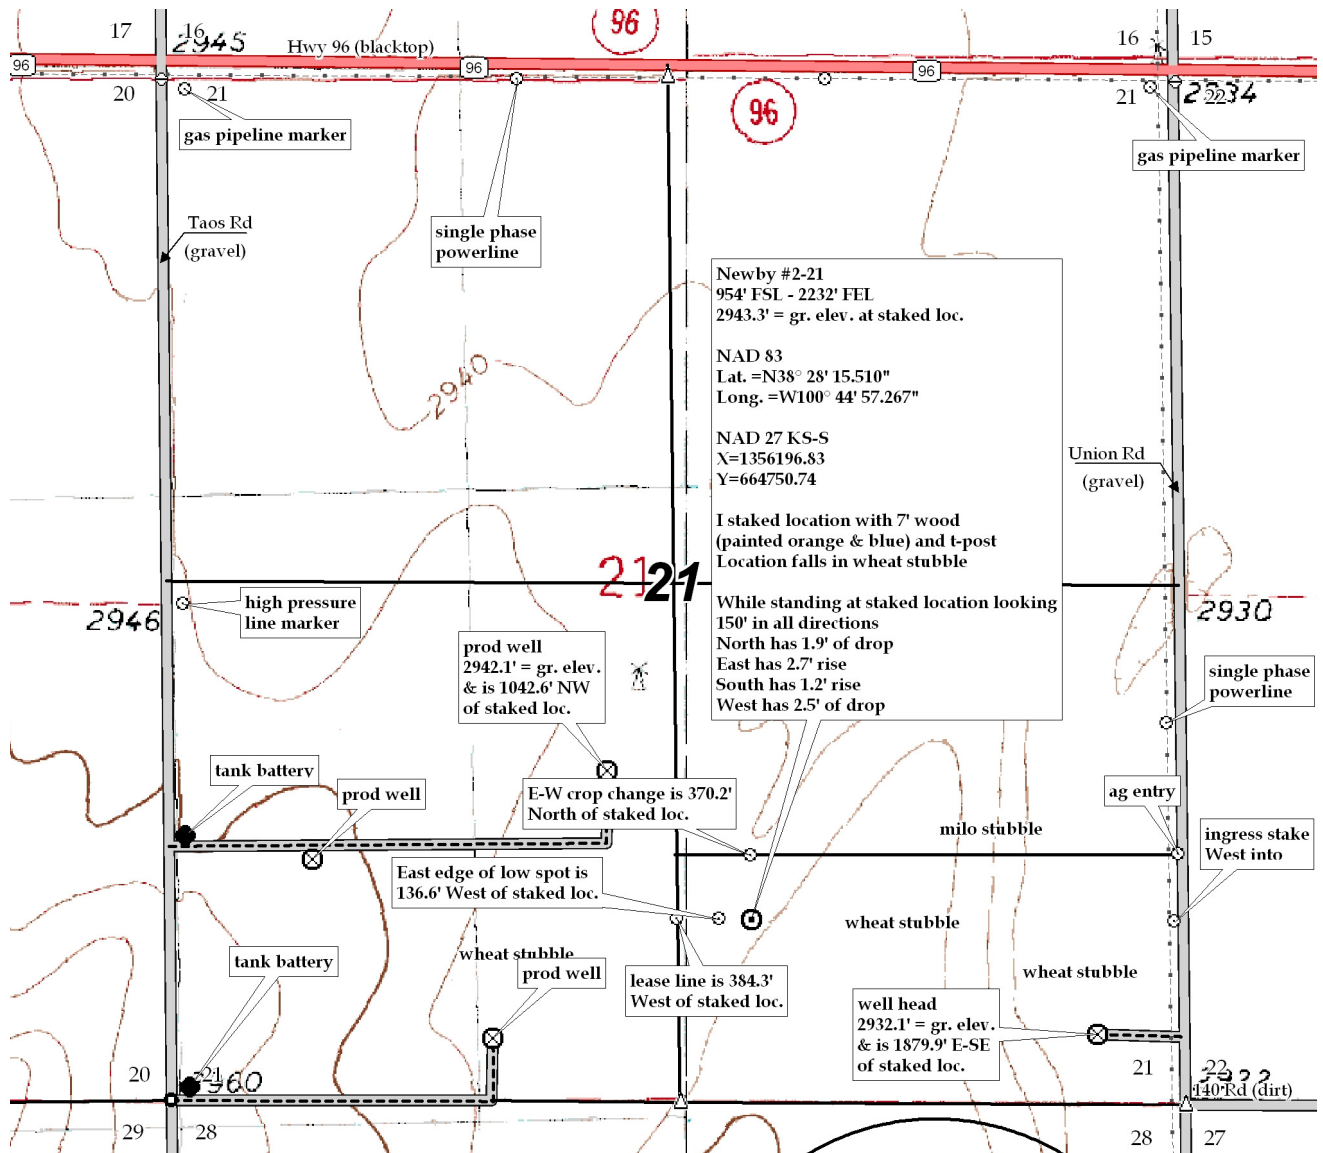 17
16
2945
Hwy 96 (blacktop)
96
16
15
96
96
96
20
21
96
21
22
2934
gas pipeline marker
gas pipeline marker
Taos Rd
(gravel)
single phase
powerline
Newby #2-21
954' FSL - 2232' FEL
2943.3' = gr. elev. at staked loc.
NAD 83
Lat. =N38° 28' 15.510"
Long. =W100° 44' 57.267"
NAD 27 KS-S
X=1356196.83
Y=664750.74
I staked location with 7' wood
(painted orange & blue) and t-post
Location falls in wheat stubble
While standing at staked location looking
150' in all directions
North has 1.9' of drop
East has 2.7' rise
South has 1.2' rise
West has 2.5' of drop
2940
Union Rd
(gravel)
21
21
high pressure
line marker
2946
2930
prod well
2942.1' = gr. elev.
& is 1042.6' NW
of staked loc.
single phase
powerline
tank battery
prod well
E-W crop change is 370.2'
North of staked loc.
ag entry
milo stubble
ingress stake
West into
East edge of low spot is
136.6' West of staked loc.
wheat stubble
wheat stubble
prod well
tank battery
lease line is 384.3'
West of staked loc.
wheat stubble
well head
2932.1' = gr. elev.
& is 1879.9' E-SE
of staked loc.
20
21
2960
21
22
140 Rd (dirt)
29
28
28
27